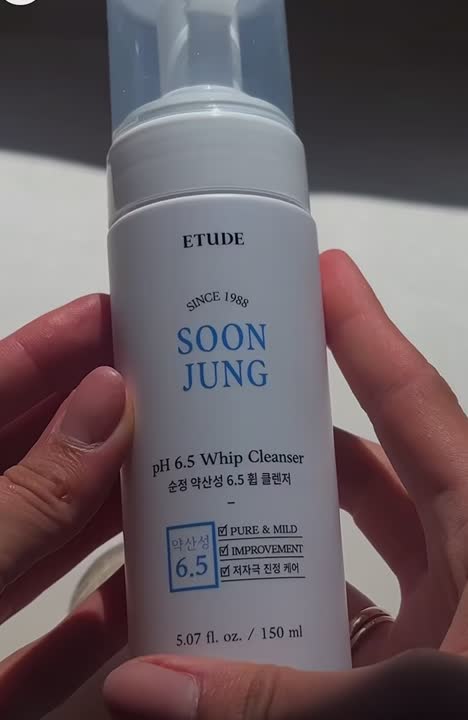 ETUDE
SINCE 1988
SOON
JUNG
pH 6.5 Whip Cleanser
순정 약산성 6.5 휩 클렌저
약산성
6.5
☑ PURE & MILD
☑ IMPROVEMENT
☑ 저자극 진정 케어
5.07 fl. oz. / 150 ml